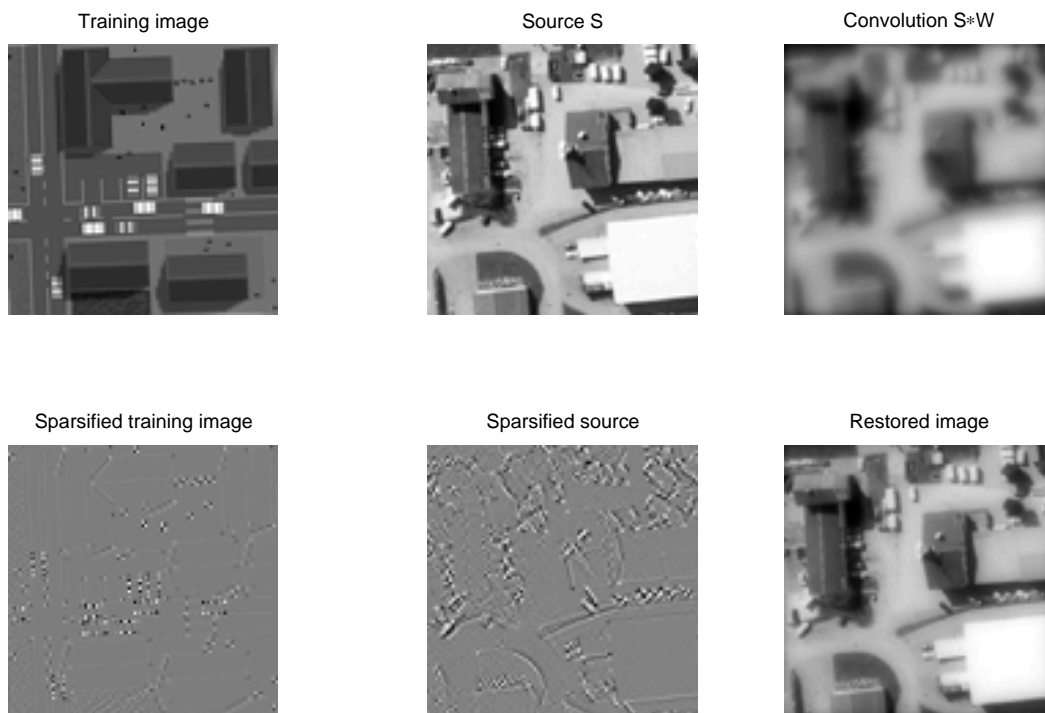 Training image
Source S
Convolution S*W
Sparsified training image
Sparsified source
Restored image